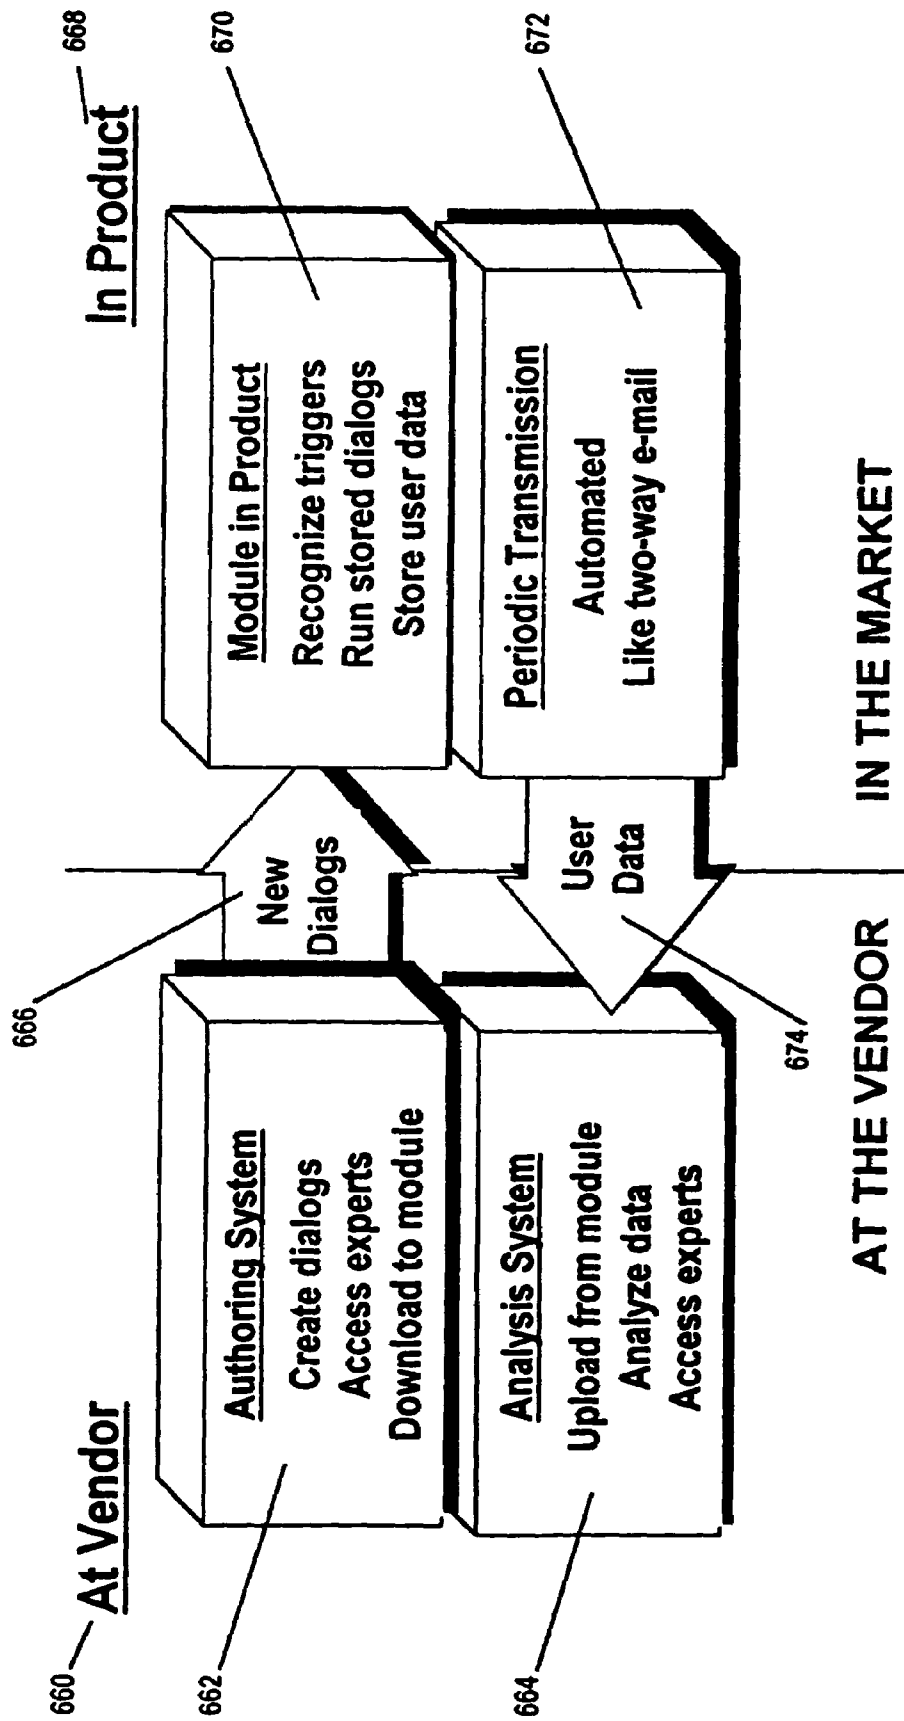 660
At Vendor
662
Authoring System
Create dialogs
Access experts
Download to module
664
Analysis System
Upload from module
Analyze data
Access experts
666
New
Dialogs
User
Data
674
In Product
668
Module in Product
Recognize triggers
Run stored dialogs
Store user data
670
Periodic Transmission
Automated
Like two-way e-mail
672
AT THE VENDOR
IN THE MARKET